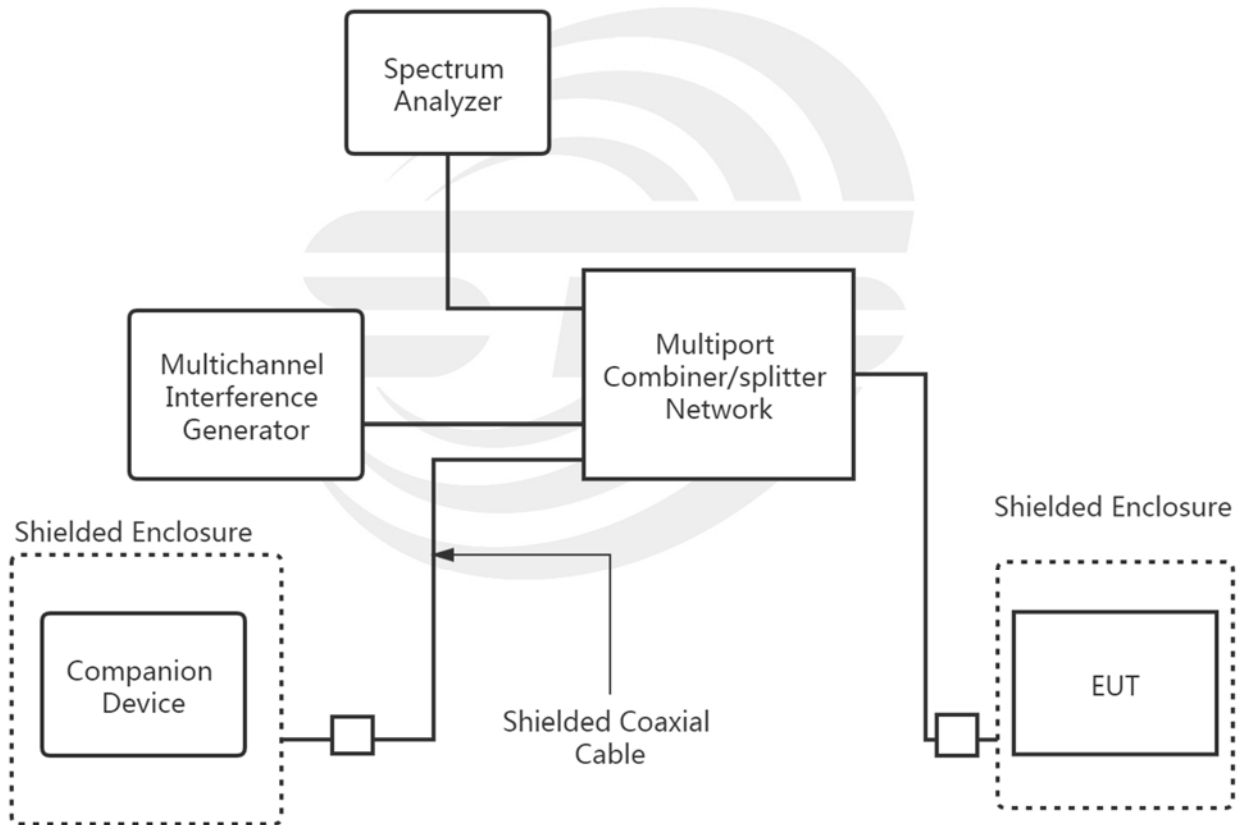 Spectrum
Analyzer
Multichannel
Interference
Generator
Multiport
Combiner/splitter
Network
Shielded Enclosure
Companion
Device
Shielded Coaxial
Cable
Shielded Enclosure
EUT